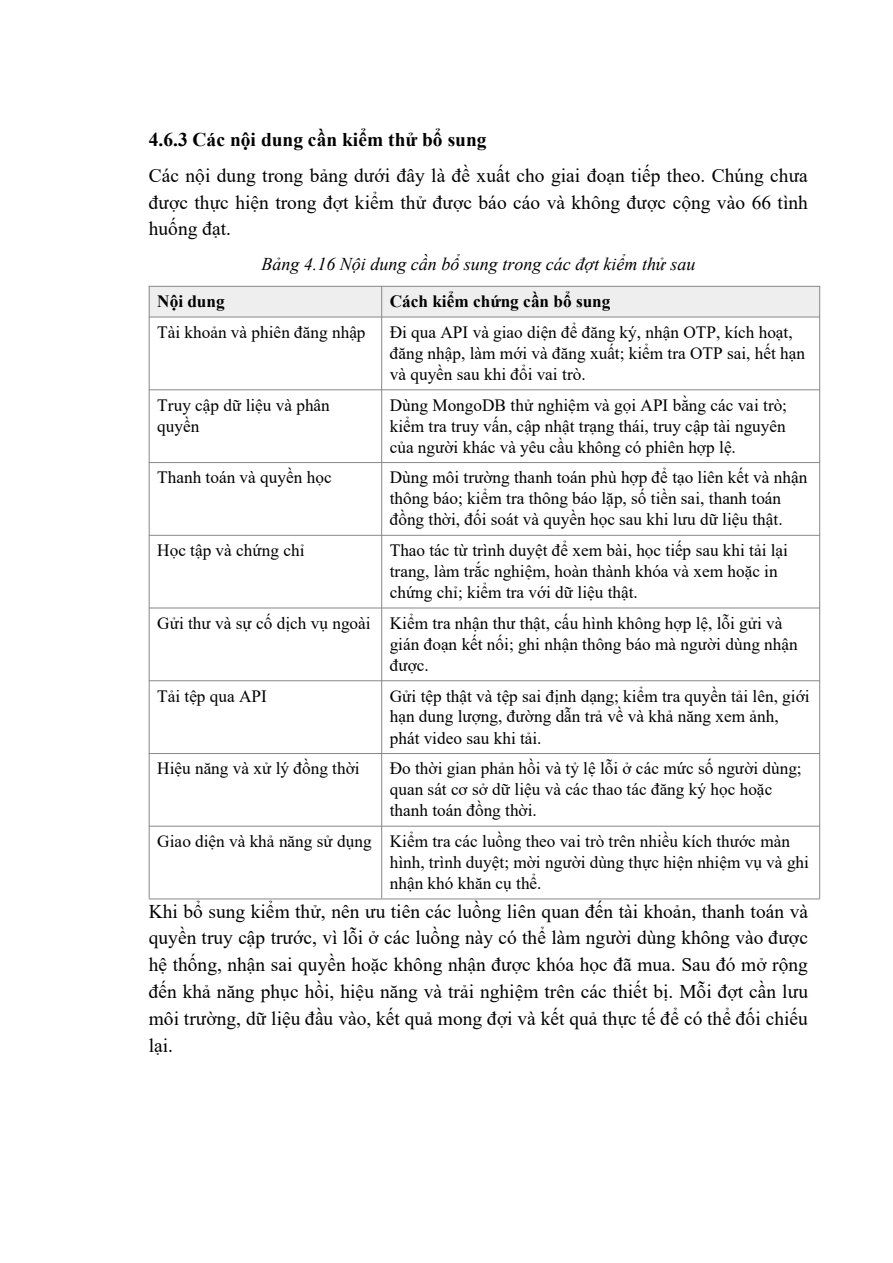 4.6.3 Các nội dung cần kiểm thử bổ sung
Các nội dung trong bảng dưới đây là đề xuất cho giai đoạn tiếp theo. Chúng chưa
được thực hiện trong đợt kiểm thử được báo cáo và không được cộng vào 66 tình
huống đạt.
Bảng 4.16 Nội dung cần bổ sung trong các đợt kiểm thử sau
Nội dung
Cách kiểm chứng cần bổ sung
Tài khoản và phiên đăng nhập
Đi qua API và giao diện để đăng ký, nhận OTP, kích hoạt,
đăng nhập, làm mới và đăng xuất; kiểm tra OTP sai, hết hạn
và quyền sau khi đổi vai trò.
Truy cập dữ liệu và phân
quyền
Dùng MongoDB thử nghiệm và gọi API bằng các vai trò;
kiểm tra truy vấn, cập nhật trạng thái, truy cập tài nguyên
của người khác và yêu cầu không có phiên hợp lệ.
Thanh toán và quyền học
Dùng môi trường thanh toán phù hợp để tạo liên kết và nhận
thông báo; kiểm tra thông báo lặp, số tiền sai, thanh toán
đồng thời, đối soát và quyền học sau khi lưu dữ liệu thật.
Học tập và chứng chỉ
Thao tác từ trình duyệt để xem bài, học tiếp sau khi tải lại
trang, làm trắc nghiệm, hoàn thành khóa và xem hoặc in
chứng chỉ; kiểm tra với dữ liệu thật.
Gửi thư và sự cố dịch vụ ngoài
Kiểm tra nhận thư thật, cấu hình không hợp lệ, lỗi gửi và
gián đoạn kết nối; ghi nhận thông báo mà người dùng nhận
được.
Tải tệp qua API
Gửi tệp thật và tệp sai định dạng; kiểm tra quyền tải lên, giới
hạn dung lượng, đường dẫn trả về và khả năng xem ảnh,
phát video sau khi tải.
Hiệu năng và xử lý đồng thời
Đo thời gian phản hồi và tỷ lệ lỗi ở các mức số người dùng;
quan sát cơ sở dữ liệu và các thao tác đăng ký học hoặc
thanh toán đồng thời.
Giao diện và khả năng sử dụng
Kiểm tra các luồng theo vai trò trên nhiều kích thước màn
hình, trình duyệt; mời người dùng thực hiện nhiệm vụ và ghi
nhận khó khăn cụ thể.
Khi bổ sung kiểm thử, nên ưu tiên các luồng liên quan đến tài khoản, thanh toán và
quyền truy cập trước, vì lỗi ở các luồng này có thể làm người dùng không vào được
hệ thống, nhận sai quyền hoặc không nhận được khóa học đã mua. Sau đó mở rộng
đến khả năng phục hồi, hiệu năng và trải nghiệm trên các thiết bị. Mỗi đợt cần lưu
môi trường, dữ liệu đầu vào, kết quả mong đợi và kết quả thực tế để có thể đối chiếu
lại.